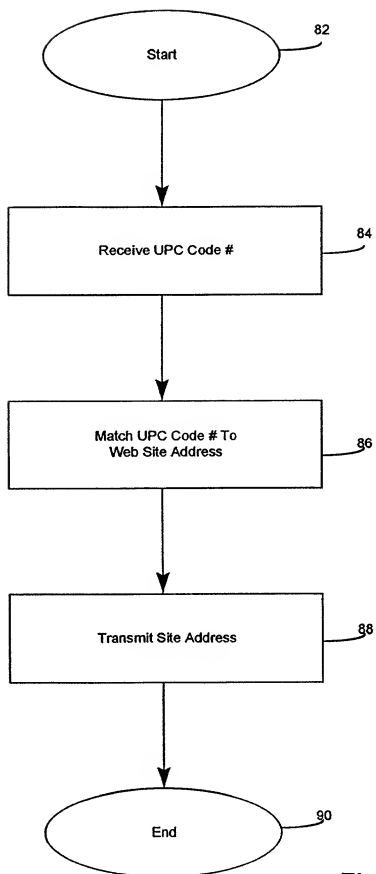 Start
82
Receive UPC Code #
84
Match UPC Code # To
Web Site Address
86
Transmit Site Address
88
End
90